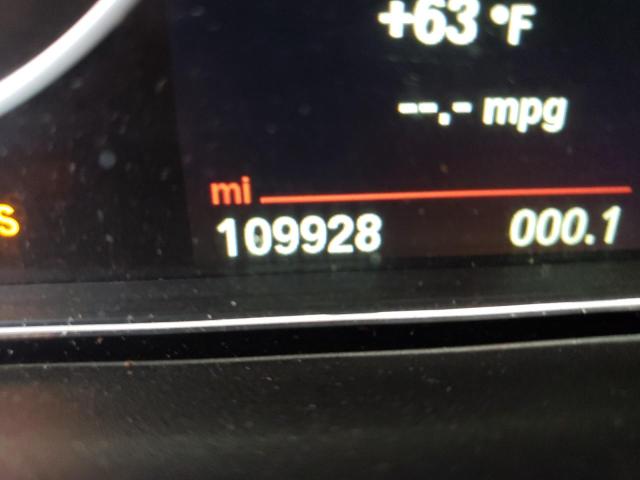 +63 °F
--.- mpg
mi
S
109928 000.1